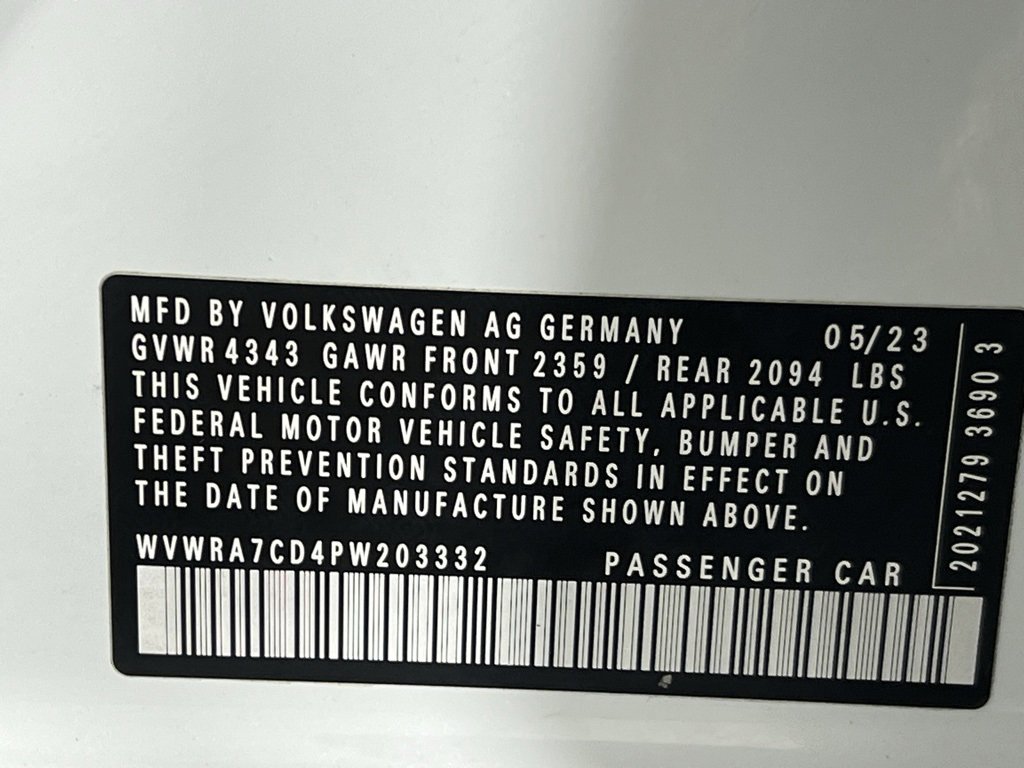 MFD BY VOLKSWAGEN AG GERMANY 05/23
GVWR 4343 GAWR FRONT 2359 / REAR 2094 LBS
THIS VEHICLE CONFORMS TO ALL APPLICABLE U.S.
FEDERAL MOTOR VEHICLE SAFETY, BUMPER AND
THEFT PREVENTION STANDARDS IN EFFECT ON
THE DATE OF MANUFACTURE SHOWN ABOVE.
WVWRA7CD4PW203332 PASSENGER CAR
2021279 3690 3